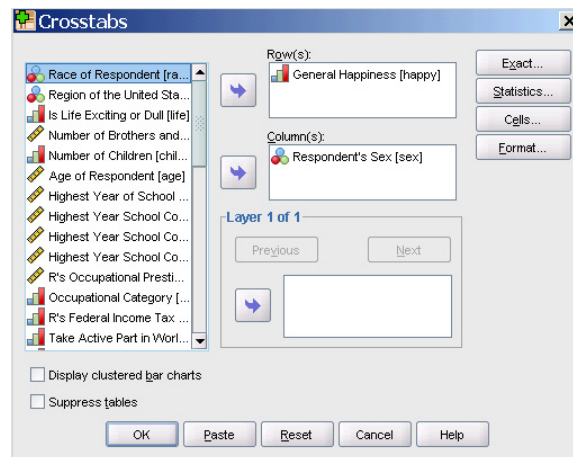 Crosstabs
Race of Respondent [ra...
Region of the United Sta...
Is Life Exciting or Dull [life]
Number of Brothers and...
Number of Children [chil...
Age of Respondent [age]
Highest Year of School ...
Highest Year School Co...
Highest Year School Co...
Highest Year School Co...
R's Occupational Presti...
Occupational Category [...
R's Federal Income Tax ...
Take Active Part in Worl...
Row(s):
General Happiness [happy]
Column(s):
Respondent's Sex [sex]
Layer 1 of 1
Previous
Next
Exact...
Statistics...
Cells...
Format...
Display clustered bar charts
Suppress tables
OK
Paste
Reset
Cancel
Help